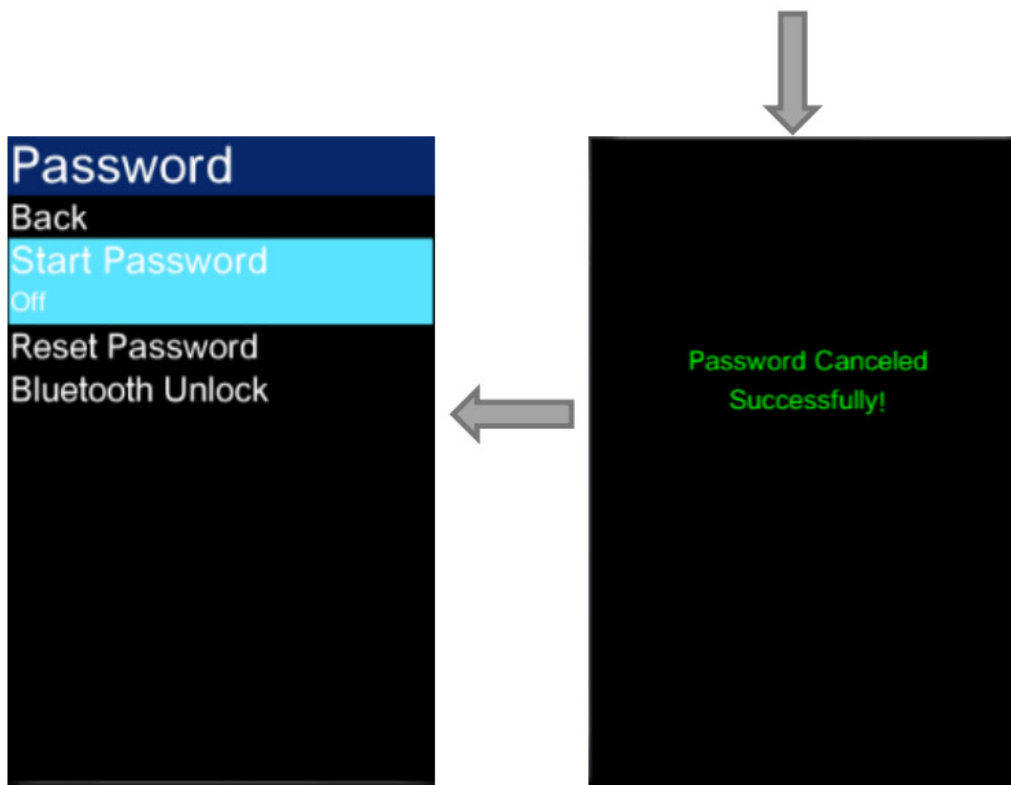 Password
Back
Start Password
Off
Reset Password
Bluetooth Unlock
Password Canceled
Successfully!